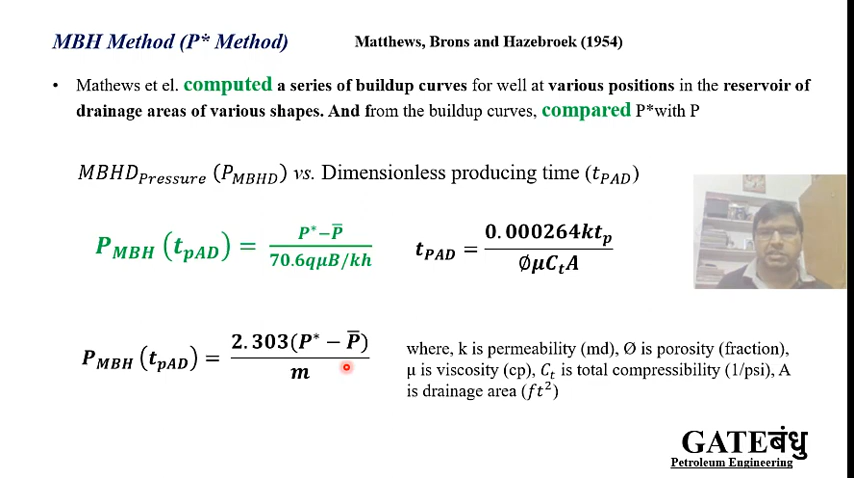 MBH Method (P* Method)
Matthews, Brons and Hazebroek (1954)
• Mathews et el. computed a series of buildup curves for well at various positions in the reservoir of
drainage areas of various shapes. And from the buildup curves, compared P*with P
MBHD_Pressure (P_MBHD) vs. Dimensionless producing time (t_PAD)
P_MBH (t_pAD) = (P* − P̅) / (70.6qμB/kh)
t_PAD = 0.000264kt_p / ØμC_tA
P_MBH (t_pAD) = 2.303(P* − P̅) / m
where, k is permeability (md), Ø is porosity (fraction),
μ is viscosity (cp), C_t is total compressibility (1/psi), A
is drainage area (ft²)
GATEबंधु
Petroleum Engineering